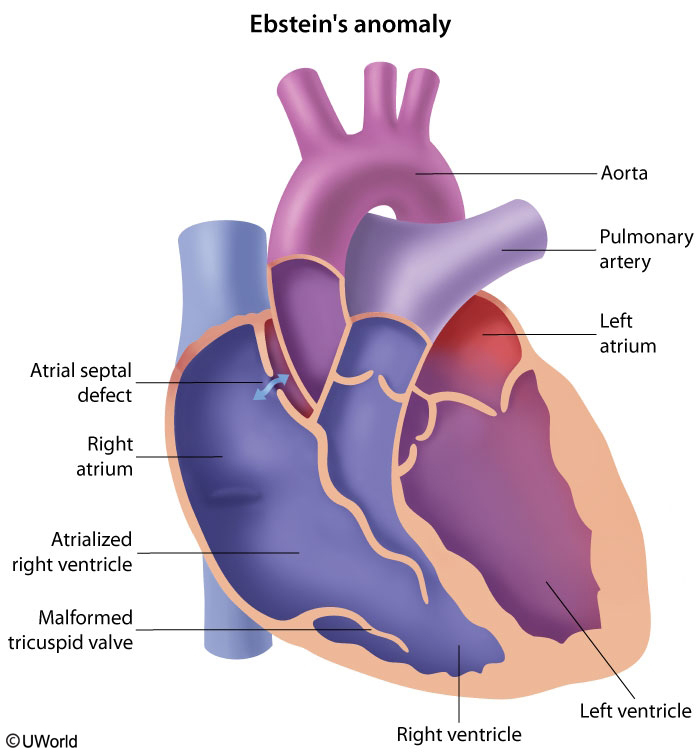 Ebstein's anomaly
Aorta
Pulmonary
artery
Left
atrium
Atrial septal
defect
Right
atrium
Atrialized
right ventricle
Malformed
tricuspid valve
Left ventricle
Right ventricle
©UWorld